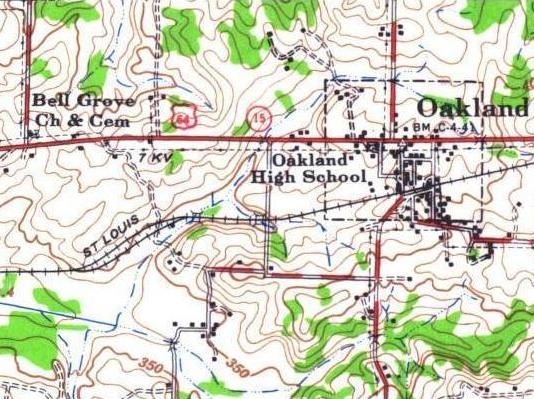 Bell Grove
Ch & Cem
64
15
Oakland
BM C-4-41
7 KV
Oakland
High School
ST LOUIS
350
350